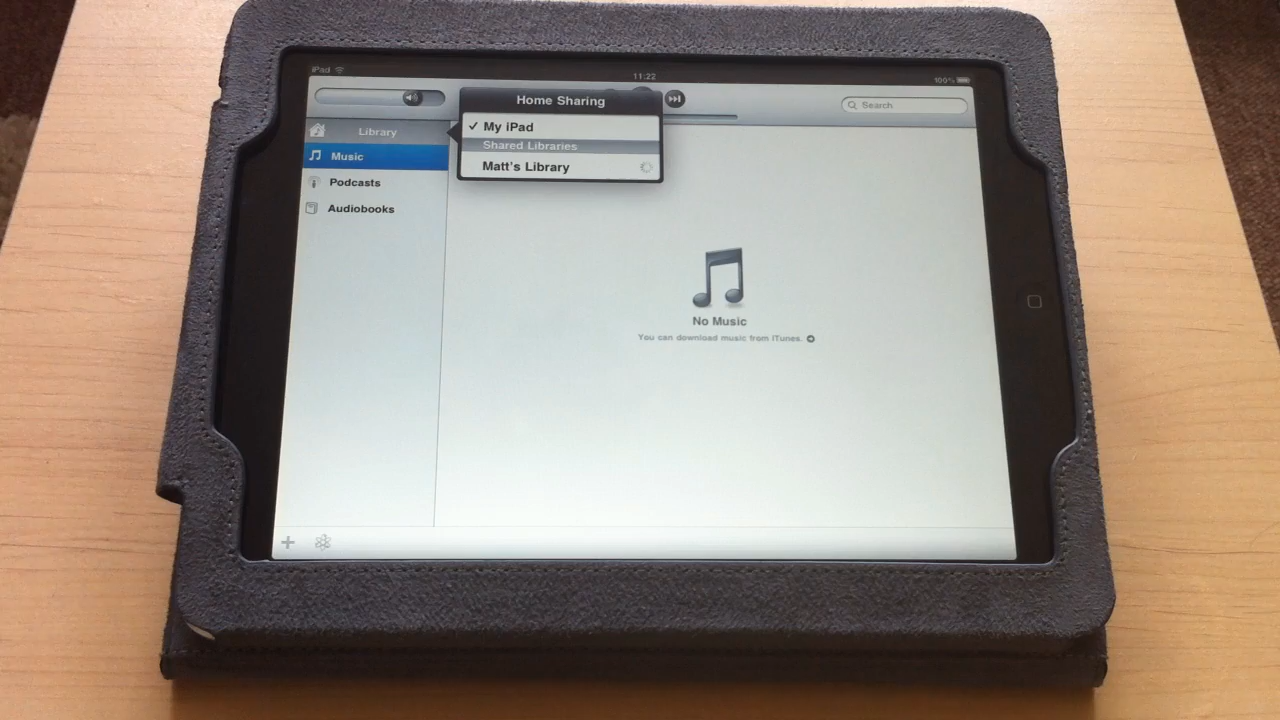 iPad
11:22
100%
Home Sharing
Search
My iPad
Library
Shared Libraries
Music
Matt's Library
Podcasts
Audiobooks
No Music
You can download music from iTunes.